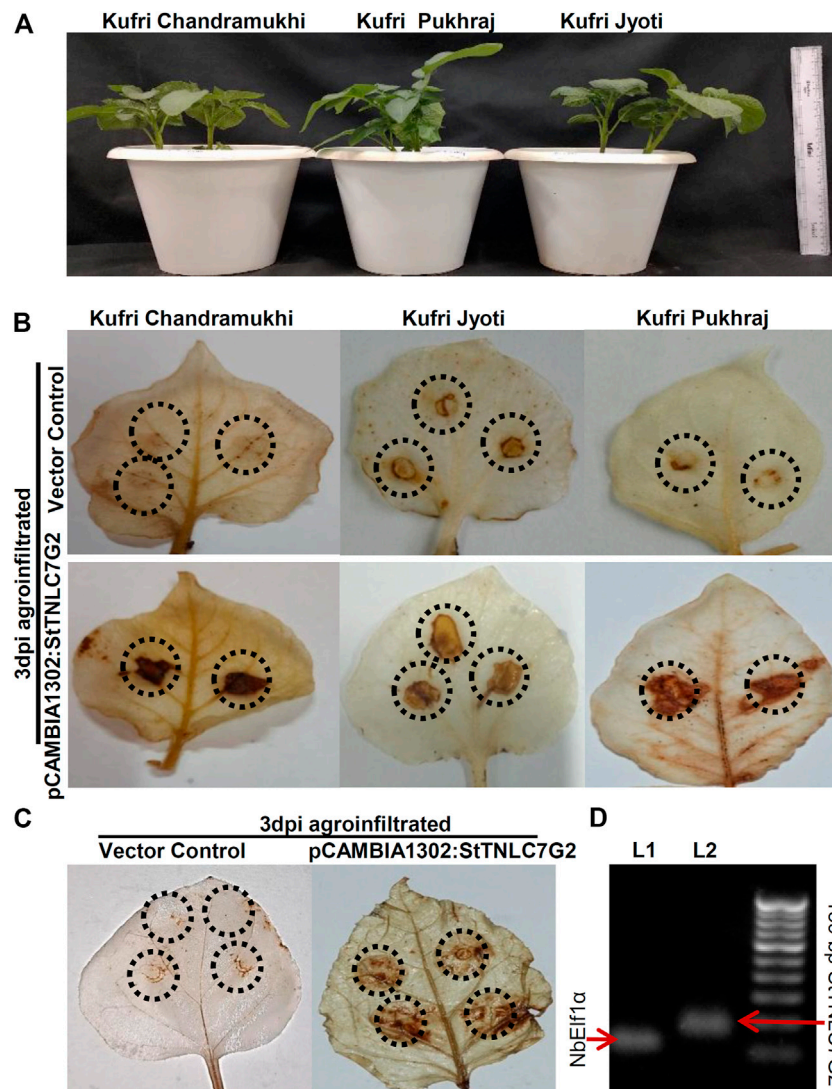 A
Kufri Chandramukhi Kufri Pukhraj Kufri Jyoti
B
Kufri Chandramukhi Kufri Jyoti Kufri Pukhraj
3dpi agroinfiltrated
Vector Control
pCAMBIA1302:StTNLC7G2
C
3dpi agroinfiltrated
Vector Control pCAMBIA1302:StTNLC7G2
D
L1 L2
NbElf1α